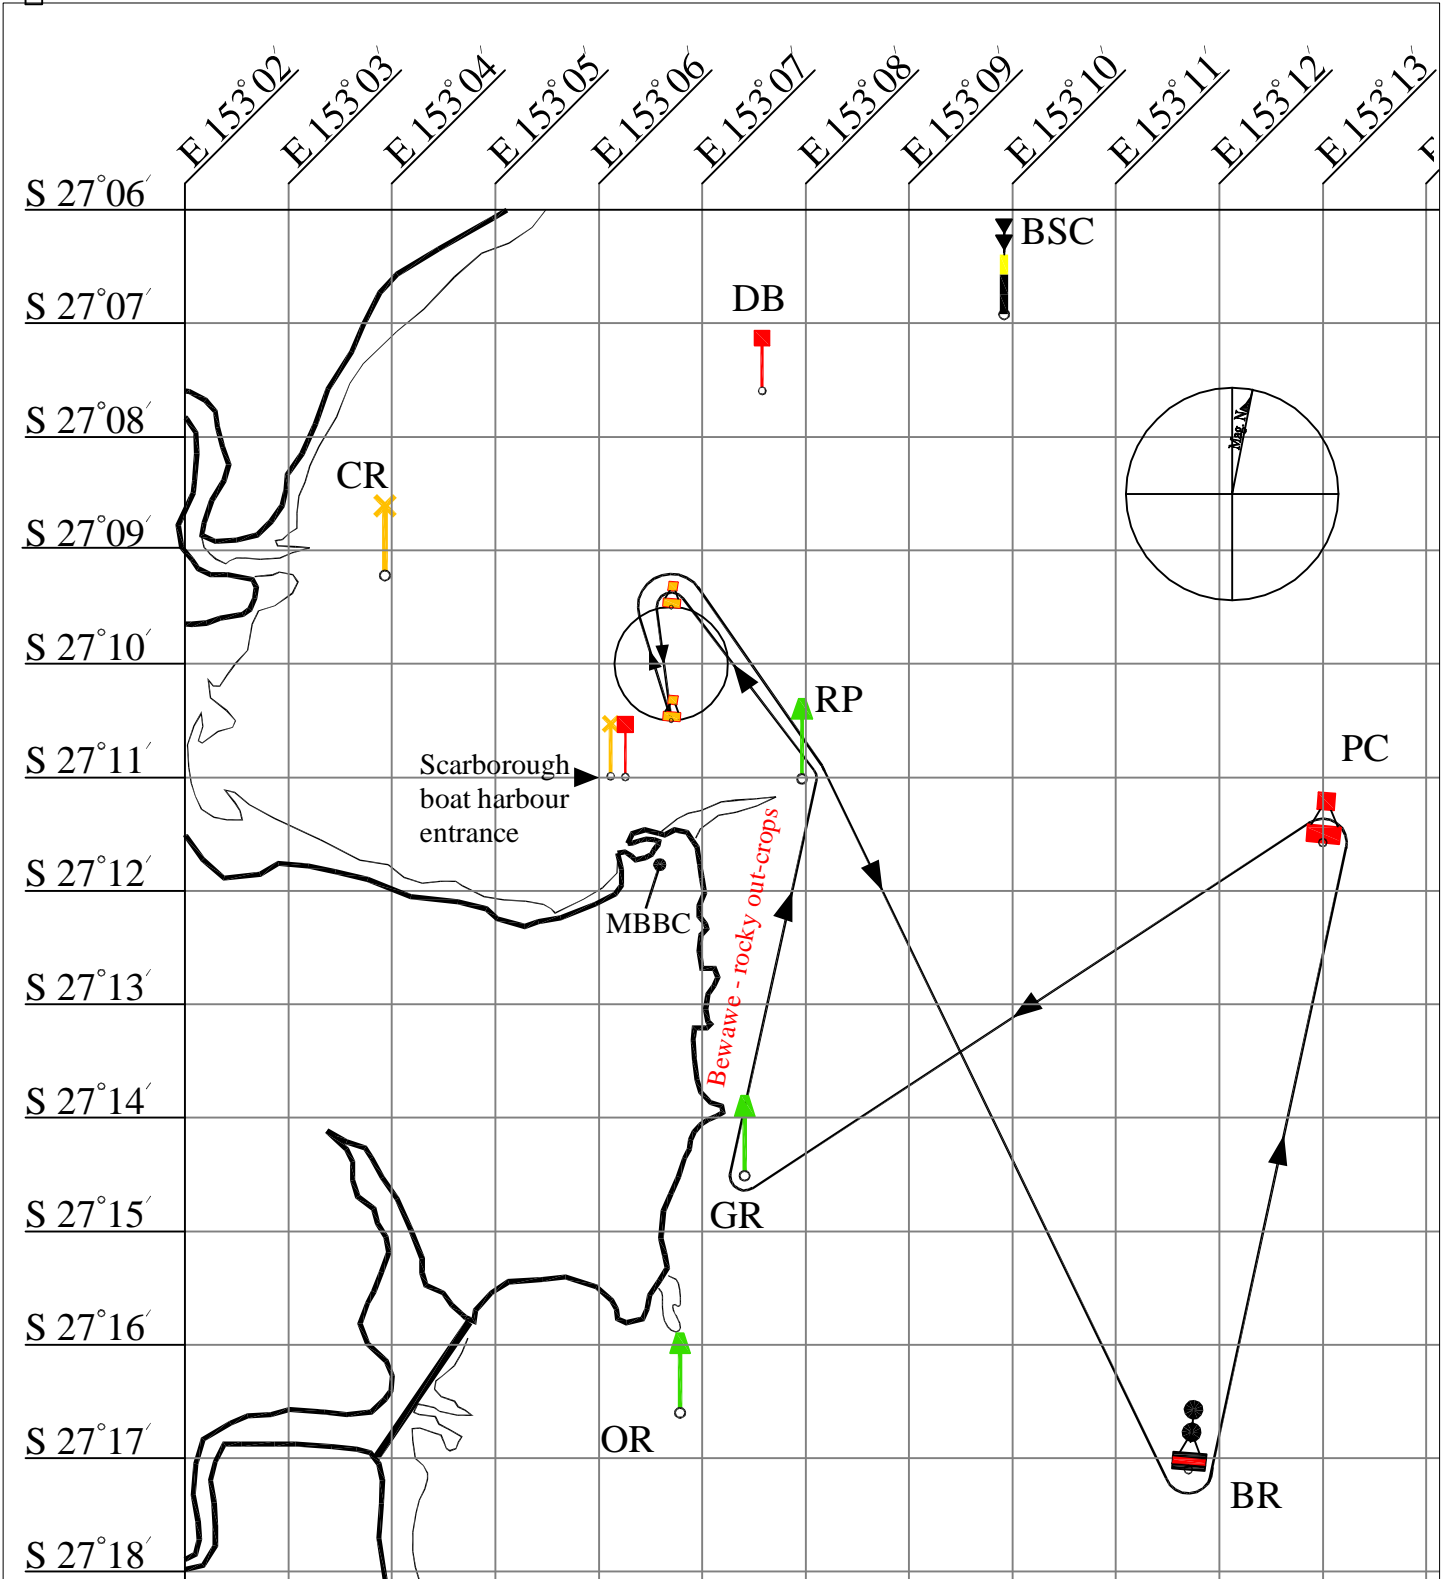 E 153°02′
E 153°03′
E 153°04′
E 153°05′
E 153°06′
E 153°07′
E 153°08′
E 153°09′
E 153°10′
E 153°11′
E 153°12′
E 153°13′
S 27°06′
BSC
DB
S 27°07′
Mag. N
S 27°08′
CR
S 27°09′
S 27°10′
RP
PC
S 27°11′
Scarborough
boat harbour
entrance
Bewawe - rocky out-crops
S 27°12′
MBBC
S 27°13′
S 27°14′
GR
S 27°15′
S 27°16′
OR
S 27°17′
BR
S 27°18′